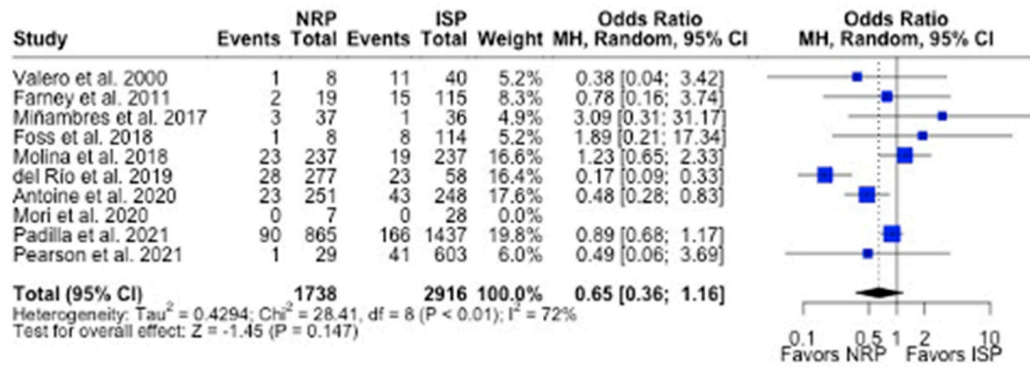 NRP ISP Odds Ratio Odds Ratio
Study Events Total Events Total Weight MH, Random, 95% CI MH, Random, 95% CI
Valero et al. 2000 1 8 11 40 5.2% 0.38 [0.04; 3.42]
Farney et al. 2011 2 19 15 115 8.3% 0.78 [0.16; 3.74]
Miñambres et al. 2017 3 37 1 36 4.9% 3.09 [0.31; 31.17]
Foss et al. 2018 1 8 8 114 5.2% 1.89 [0.21; 17.34]
Molina et al. 2018 23 237 19 237 16.6% 1.23 [0.65; 2.33]
del Río et al. 2019 28 277 23 58 16.4% 0.17 [0.09; 0.33]
Antoine et al. 2020 23 251 43 248 17.6% 0.48 [0.28; 0.83]
Mori et al. 2020 0 7 0 28 0.0%
Padilla et al. 2021 90 865 166 1437 19.8% 0.89 [0.68; 1.17]
Pearson et al. 2021 1 29 41 603 6.0% 0.49 [0.06; 3.69]
Total (95% CI) 1738 2916 100.0% 0.65 [0.36; 1.16]
Heterogeneity: Tau² = 0.4294; Chi² = 28.41, df = 8 (P < 0.01); I² = 72%
Test for overall effect: Z = -1.45 (P = 0.147)
0.1 0.5 1 2 10
Favors NRP Favors ISP